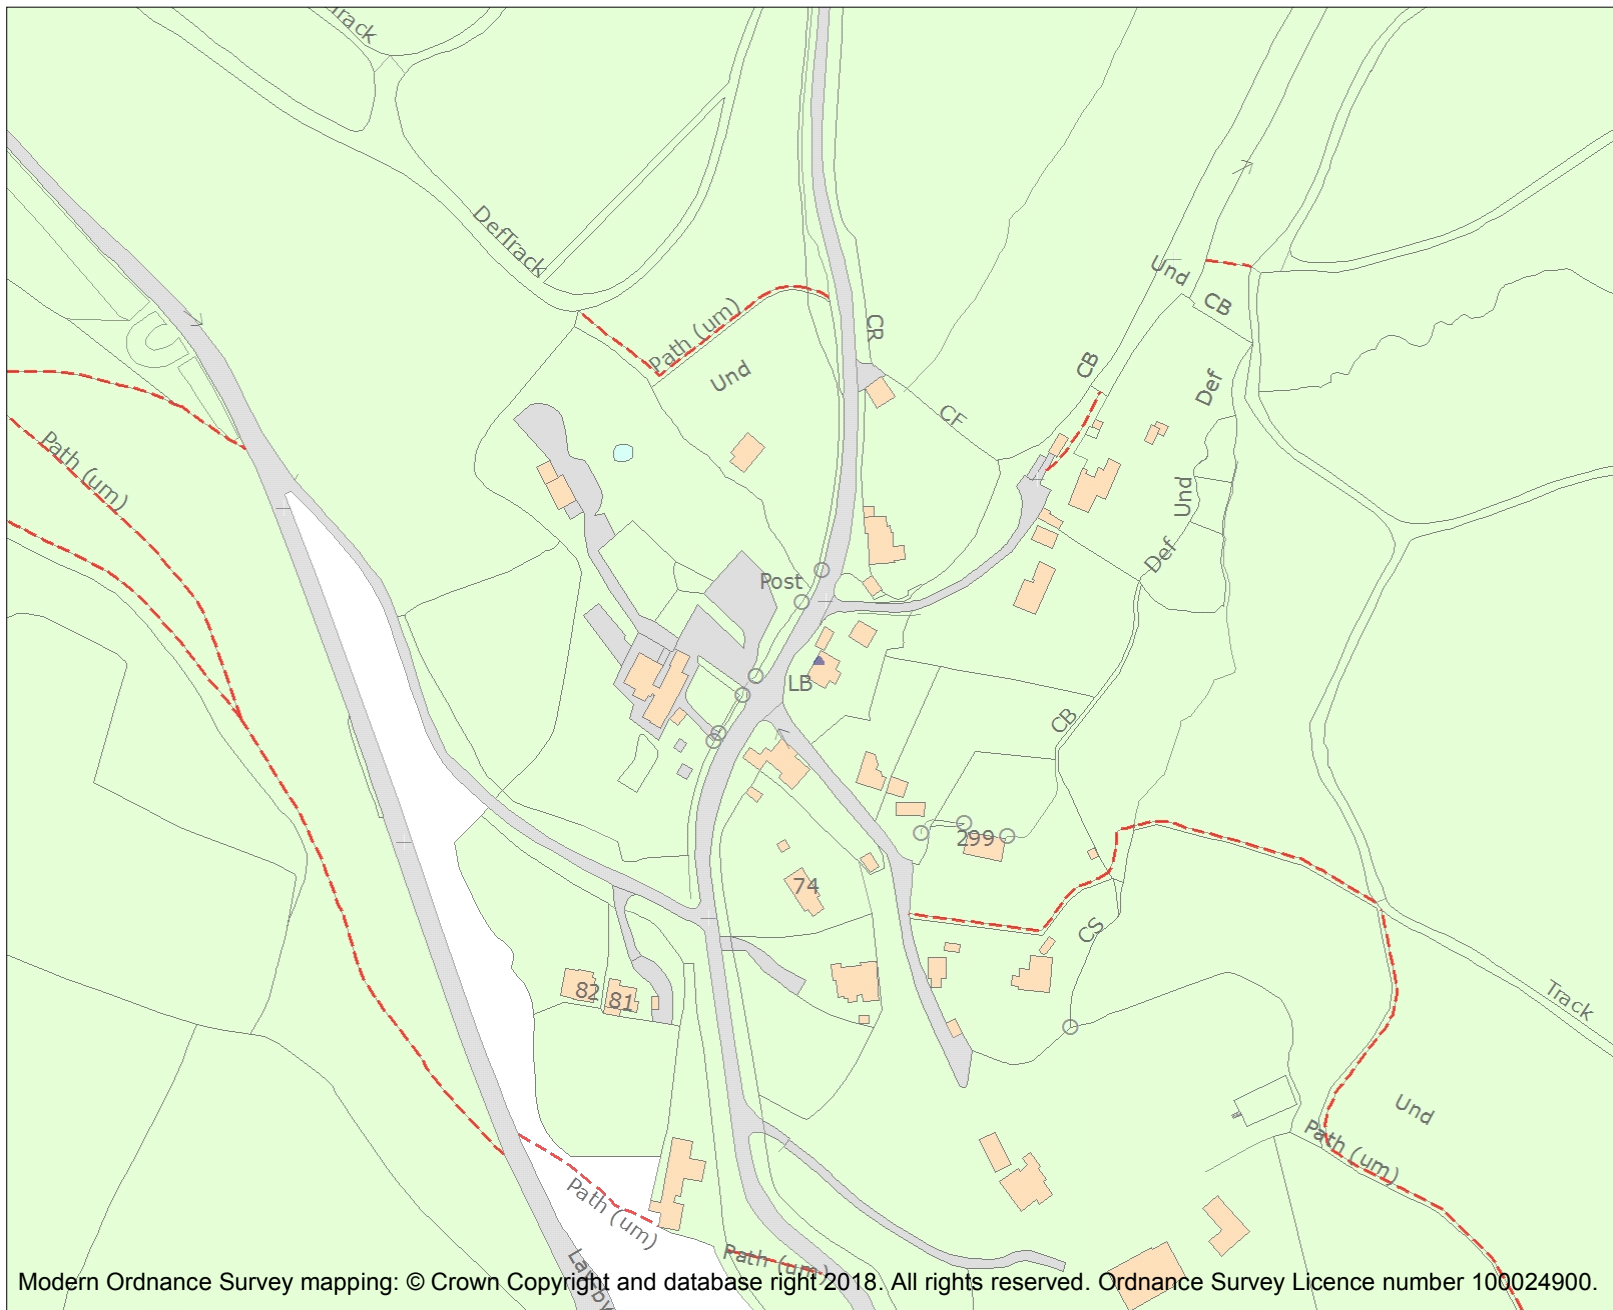 Track
DefTrack
Und
CB
Path (um)
CR
Und
CB
Def
CF
Path (um)
Und
Def
Post
LB
CB
299
74
CS
82
81
Track
Und
Path (um)
Path (um)
Path (um)
Layby
Modern Ordnance Survey mapping: © Crown Copyright and database right 2018. All rights reserved. Ordnance Survey Licence number 100024900.